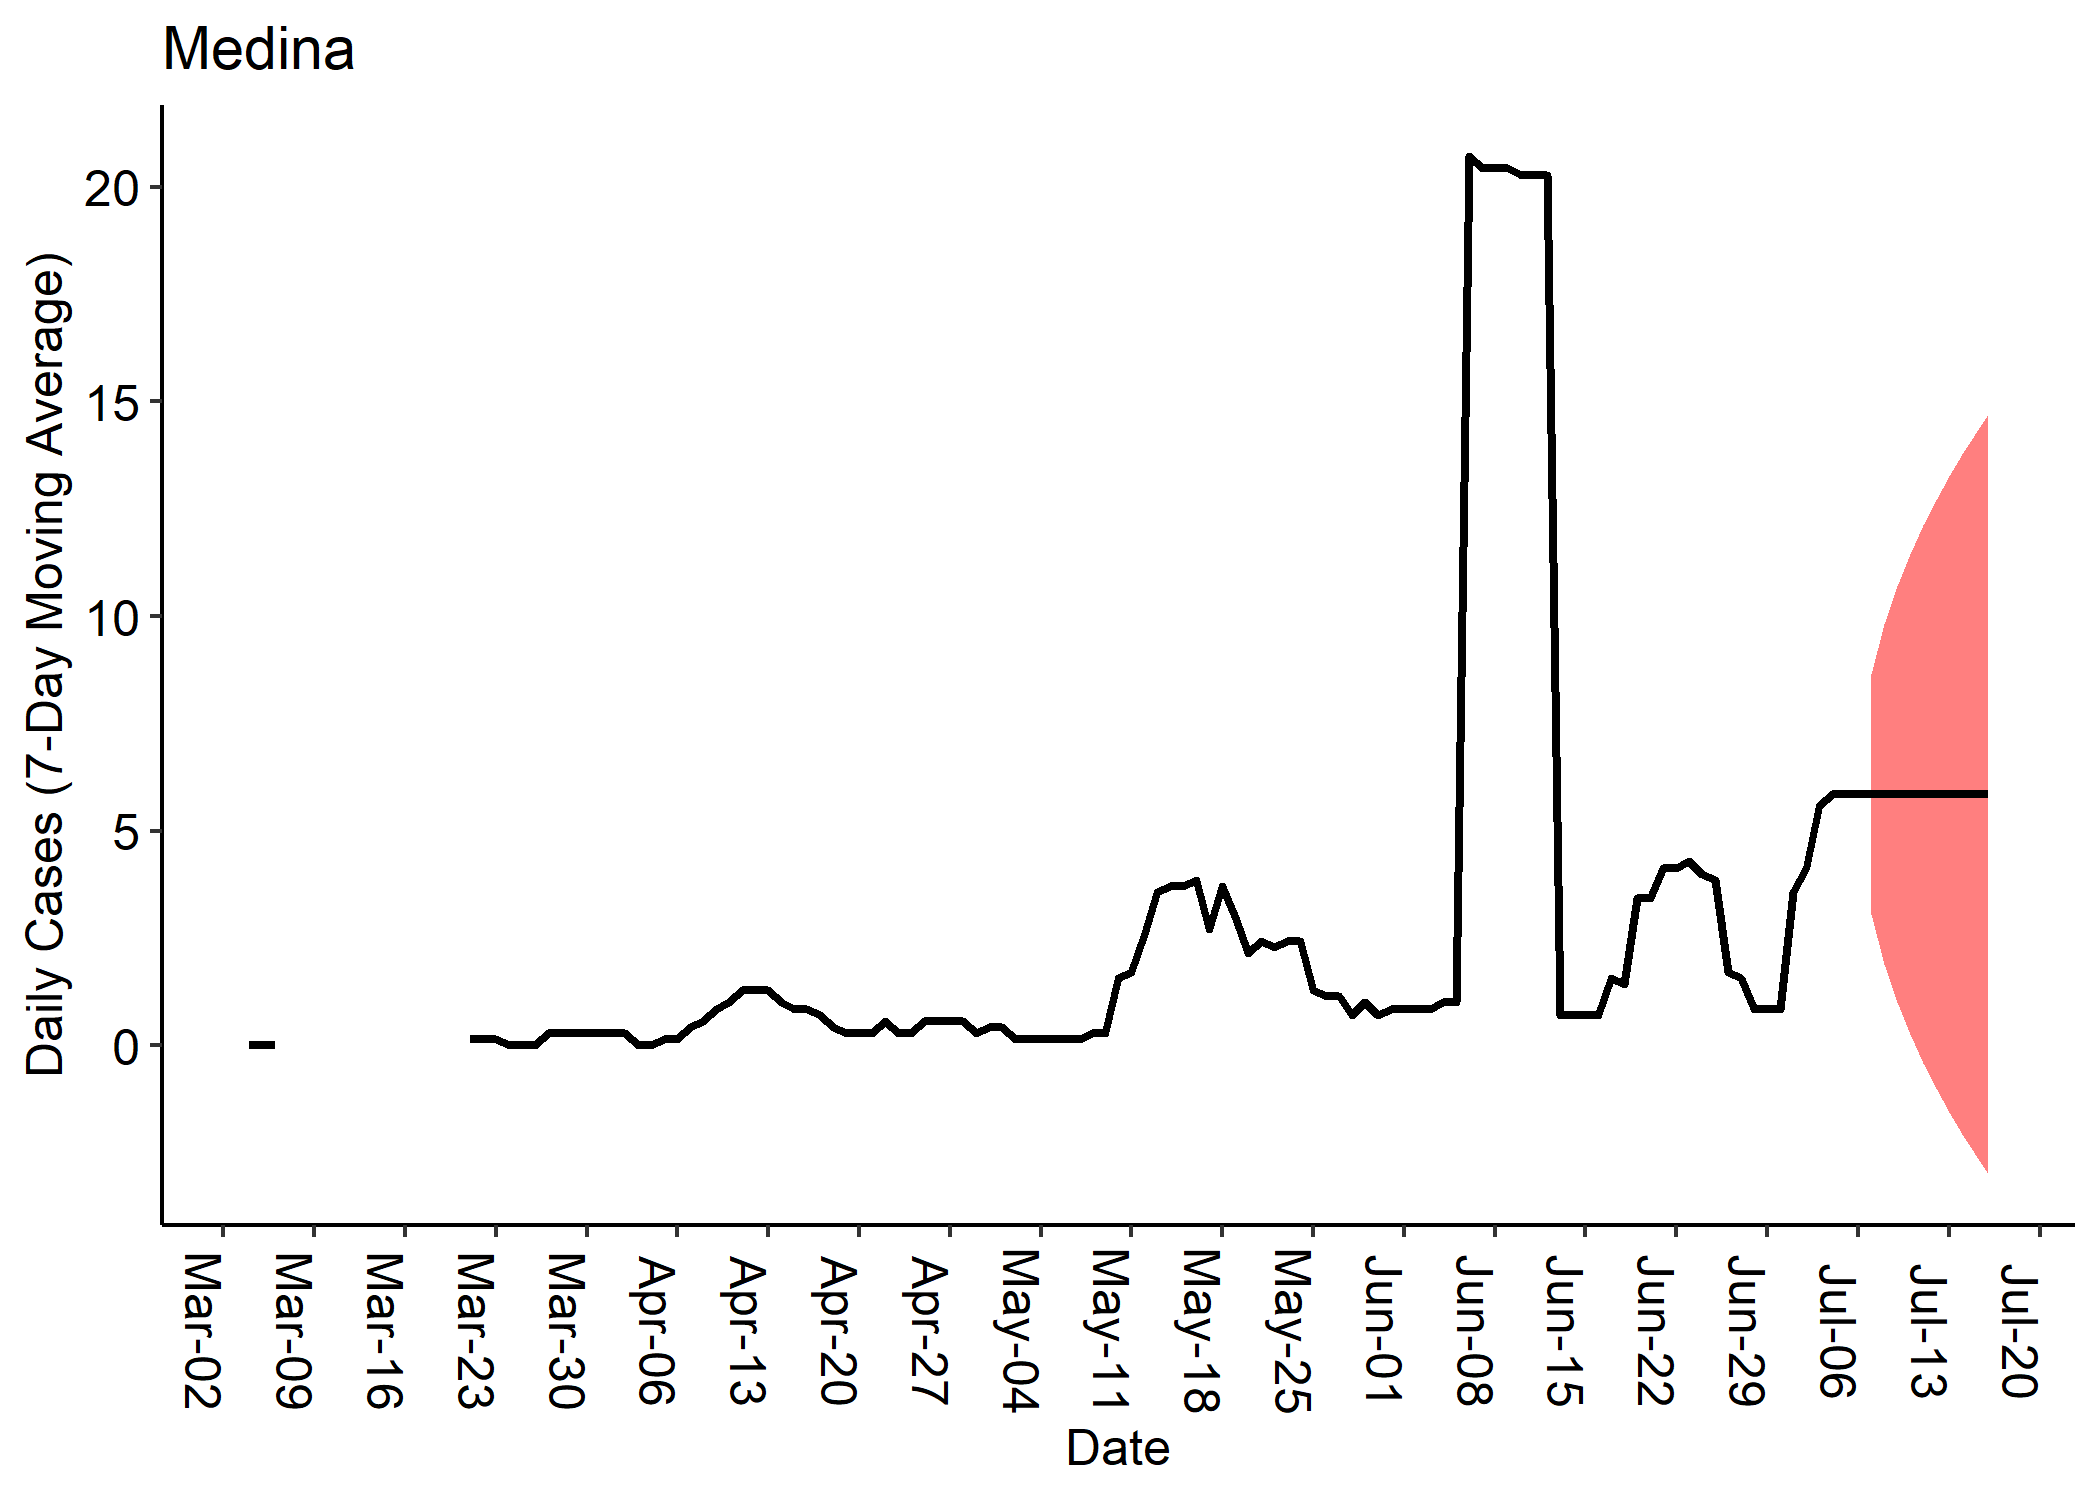 Medina
Daily Cases (7-Day Moving Average)
20
15
10
5
0
Mar-02
Mar-09
Mar-16
Mar-23
Mar-30
Apr-06
Apr-13
Apr-20
Apr-27
May-04
May-11
May-18
May-25
Jun-01
Jun-08
Jun-15
Jun-22
Jun-29
Jul-06
Jul-13
Jul-20
Date